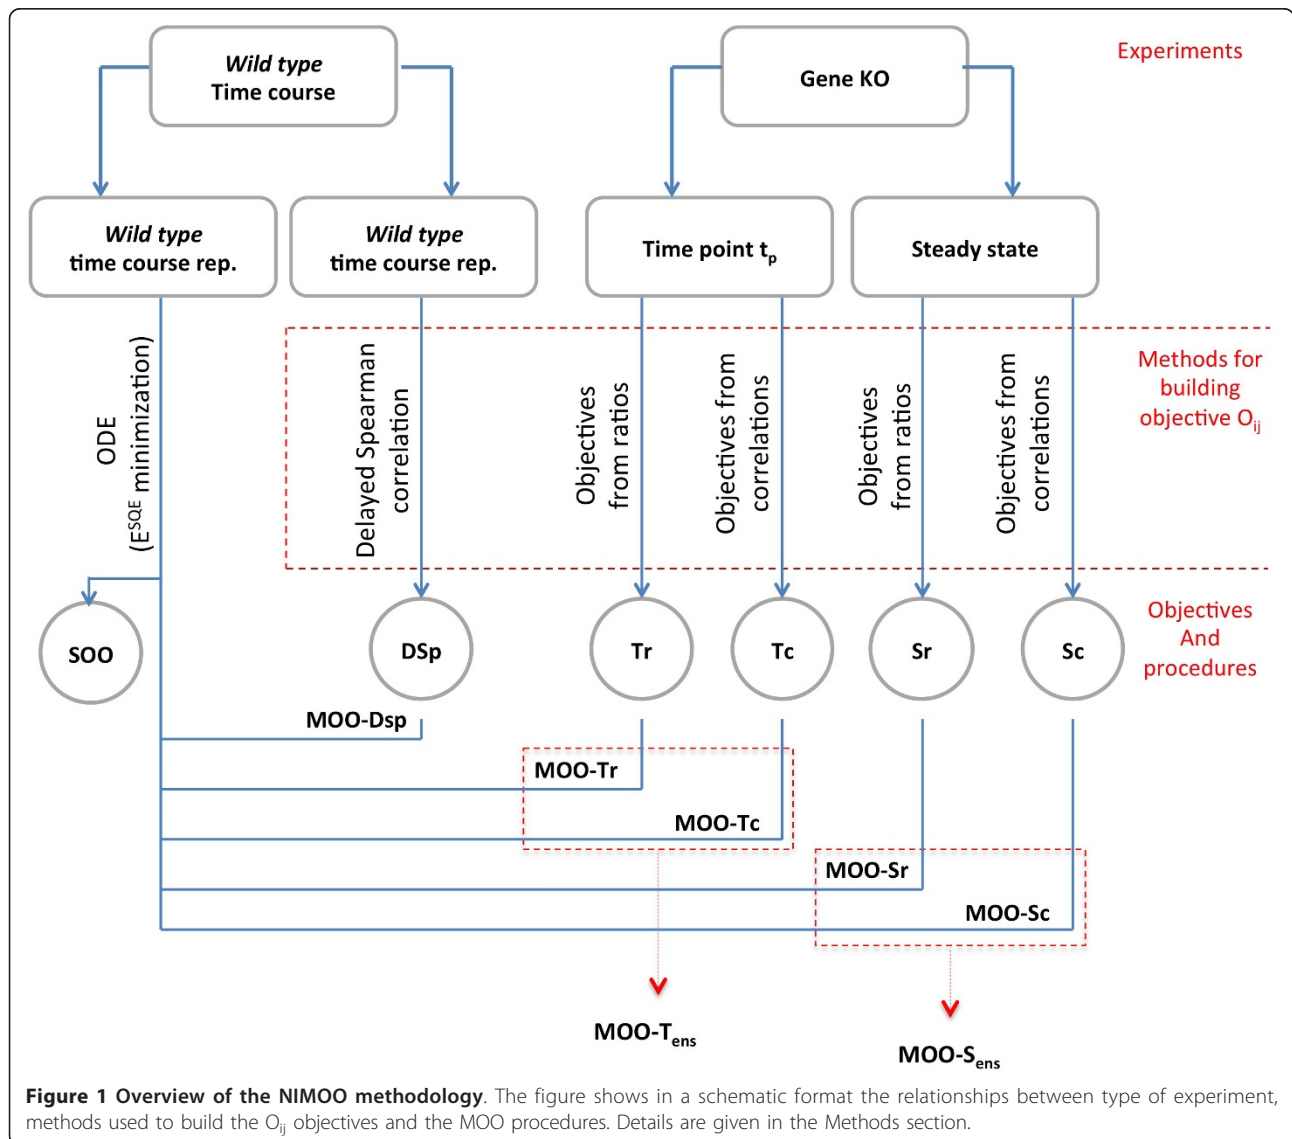 Wild type
Time course
Gene KO
Experiments
Wild type
time course rep.
Wild type
time course rep.
Time point tp
Steady state
ODE
(E^SQE minimization)
Delayed Spearman
correlation
Objectives
from ratios
Objectives from
correlations
Objectives
from ratios
Objectives from
correlations
Methods for
building
objective Oij
SOO
DSp
Tr
Tc
Sr
Sc
Objectives
And
procedures
MOO-Dsp
MOO-Tr
MOO-Tc
MOO-Sr
MOO-Sc
MOO-Tens
MOO-Sens
Figure 1 Overview of the NIMOO methodology. The figure shows in a schematic format the relationships between type of experiment,
methods used to build the Oij objectives and the MOO procedures. Details are given in the Methods section.